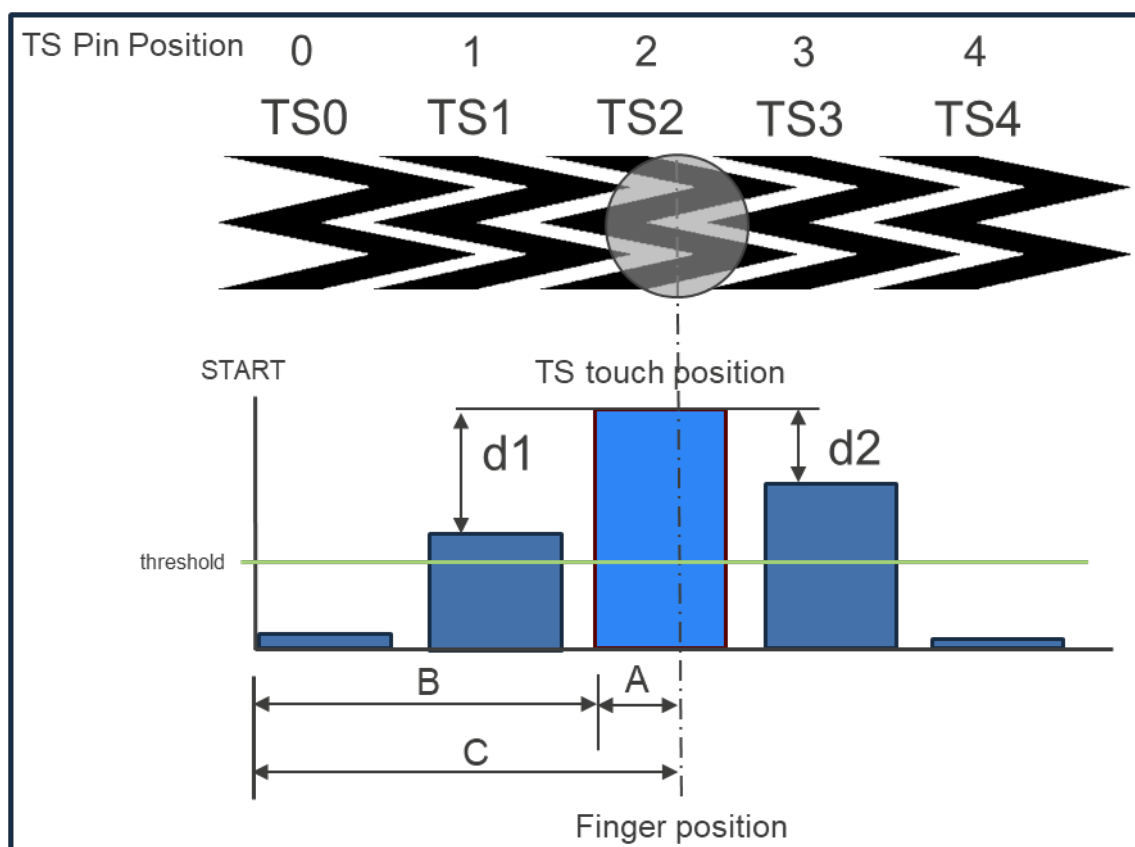 TS Pin Position 0 1 2 3 4
TS0 TS1 TS2 TS3 TS4
START
TS touch position
d1 d2
threshold
B A
C
Finger position